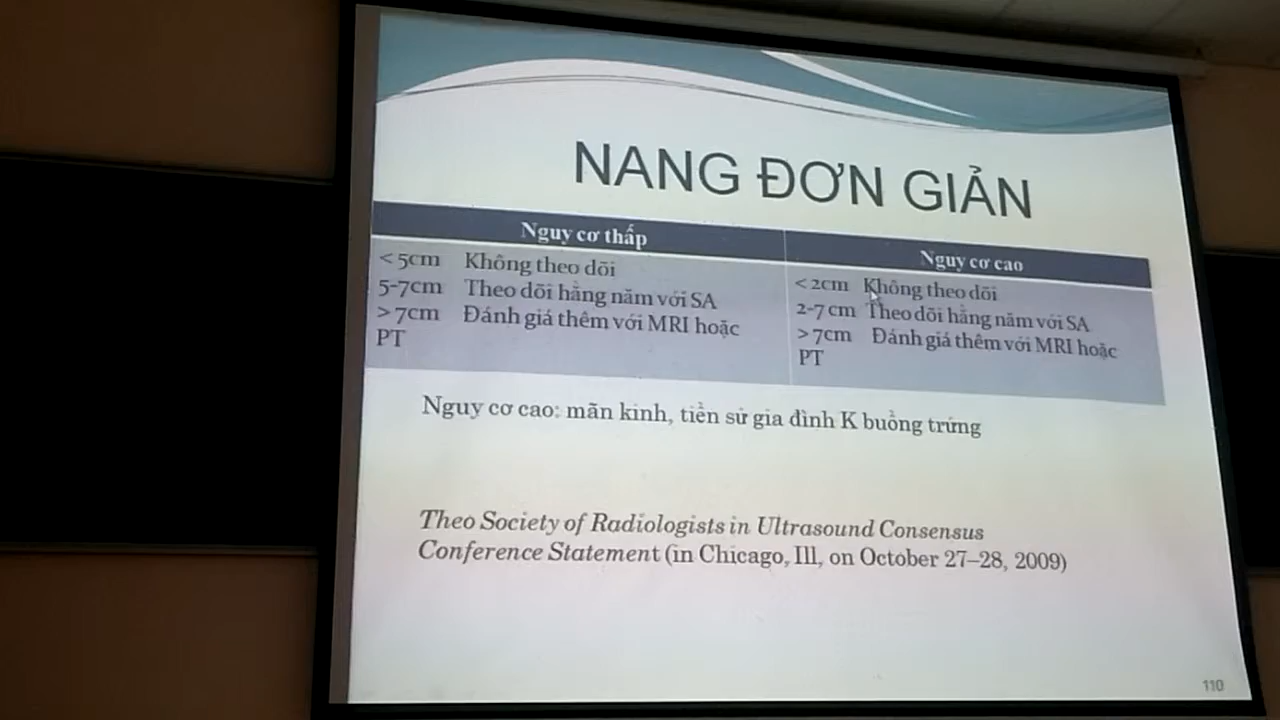 NANG ĐƠN GIẢN
Nguy cơ thấp
< 5cm Không theo dõi
5-7cm Theo dõi hằng năm với SA
> 7cm Đánh giá thêm với MRI hoặc
PT
Nguy cơ cao
< 2cm Không theo dõi
2-7 cm Theo dõi hằng năm với SA
> 7cm Đánh giá thêm với MRI hoặc
PT
Nguy cơ cao: mãn kinh, tiền sử gia đình K buồng trứng
Theo Society of Radiologists in Ultrasound Consensus
Conference Statement (in Chicago, Ill, on October 27–28, 2009)
110